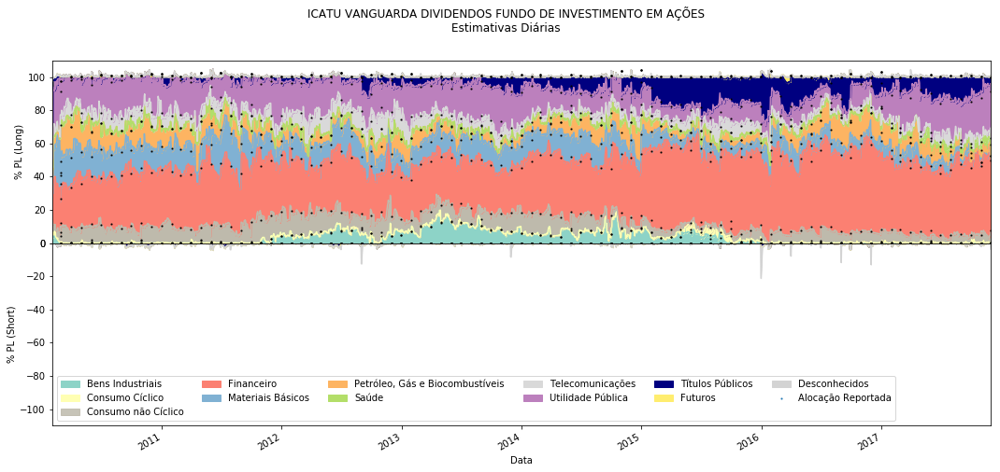 ICATU VANGUARDA DIVIDENDOS FUNDO DE INVESTIMENTO EM AÇÕES
Estimativas Diárias
% PL (Long)
100
80
60
40
20
0
% PL (Short)
0
−20
−40
−60
−80
−100
Bens Industriais
Consumo Cíclico
Consumo não Cíclico
Financeiro
Materiais Básicos
Petróleo, Gás e Biocombustíveis
Saúde
Telecomunicações
Utilidade Pública
Títulos Públicos
Futuros
Desconhecidos
Alocação Reportada
2011
2012
2013
2014
2015
2016
2017
Data